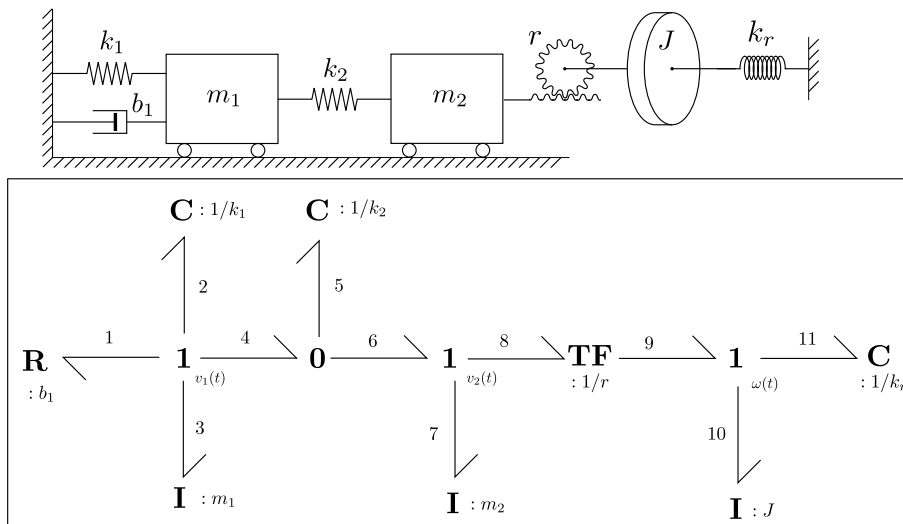 k₁
k₂
r
J
kᵣ
b₁
m₁
m₂
C : 1/k₁
C : 1/k₂
2
5
1
4
6
8
9
11
R
1
0
1
TF
1
C
: b₁
v₁(t)
v₂(t)
: 1/r
ω(t)
: 1/kᵣ
3
7
10
I : m₁
I : m₂
I : J